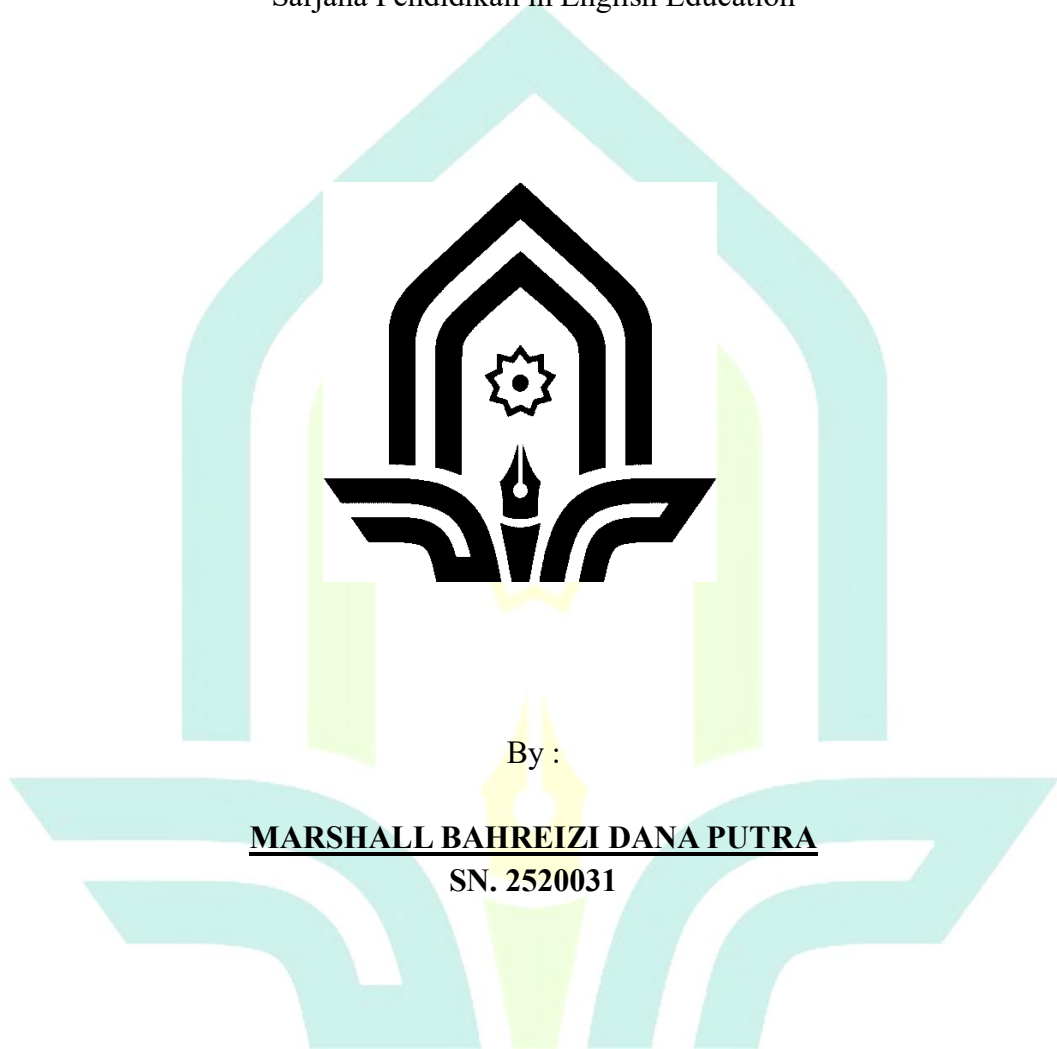 Sarjana Pendidikan in English Education
By :
MARSHALL BAHREIZI DANA PUTRA
SN. 2520031